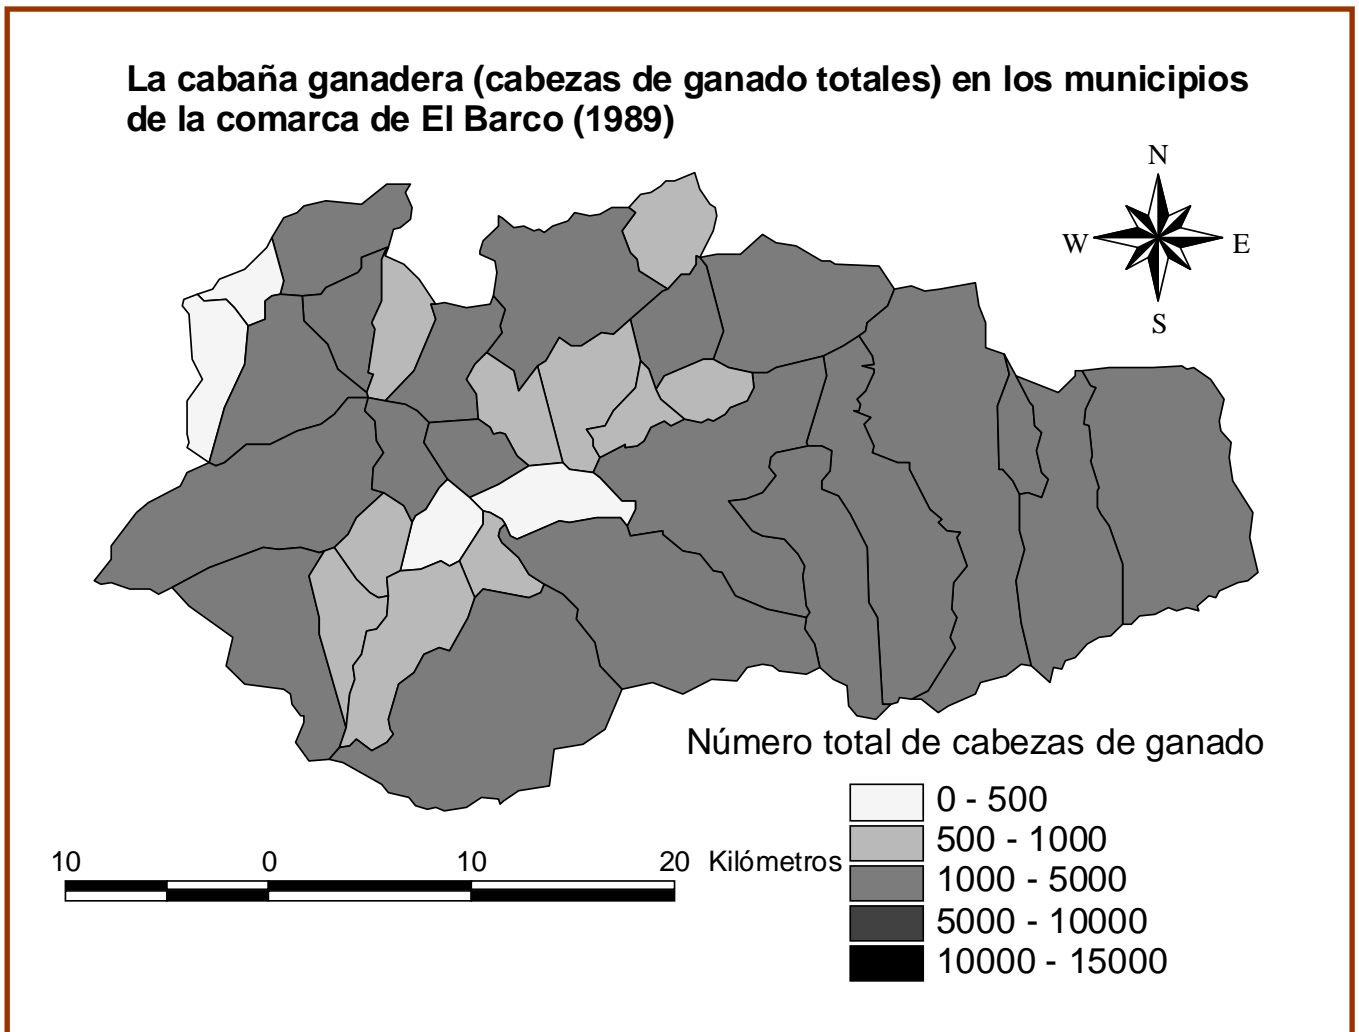 La cabaña ganadera (cabezas de ganado totales) en los municipios
de la comarca de El Barco (1989)
N
W
E
S
Número total de cabezas de ganado
0 - 500
500 - 1000
1000 - 5000
5000 - 10000
10000 - 15000
10 0 10 20 Kilómetros